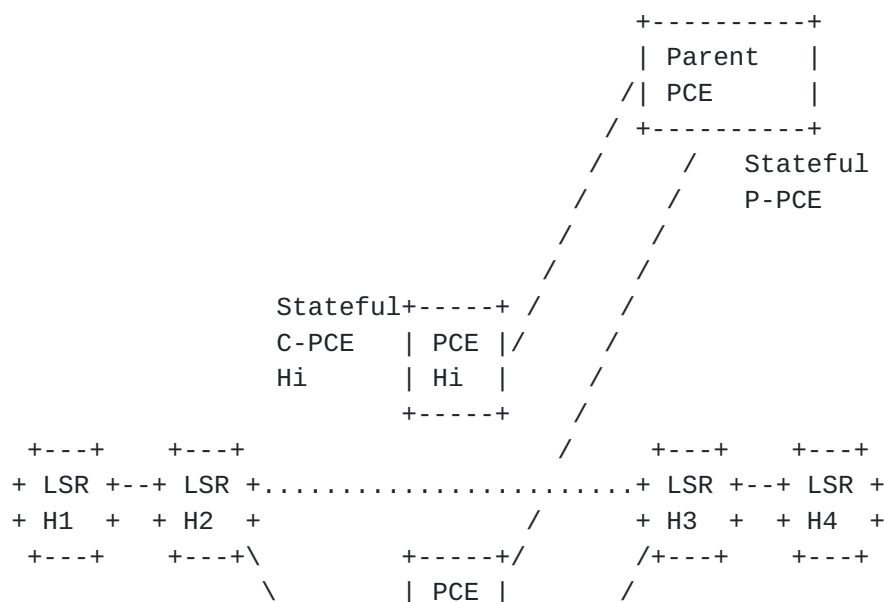 +----------+
| Parent   |
/| PCE      |
/ +----------+
/     /   Stateful
/     /    P-PCE
/     /
/     /
Stateful+-----+ /     /
C-PCE   | PCE |/     /
Hi      | Hi  |     /
+-----+    /
+---+    +---+                    /     +---+    +---+
+ LSR +--+ LSR +........................+ LSR +--+ LSR +
+ H1  +  + H2  +                 /      + H3  +  + H4  +
+---+    +---+\         +-----+/       /+---+    +---+
\        | PCE |       /